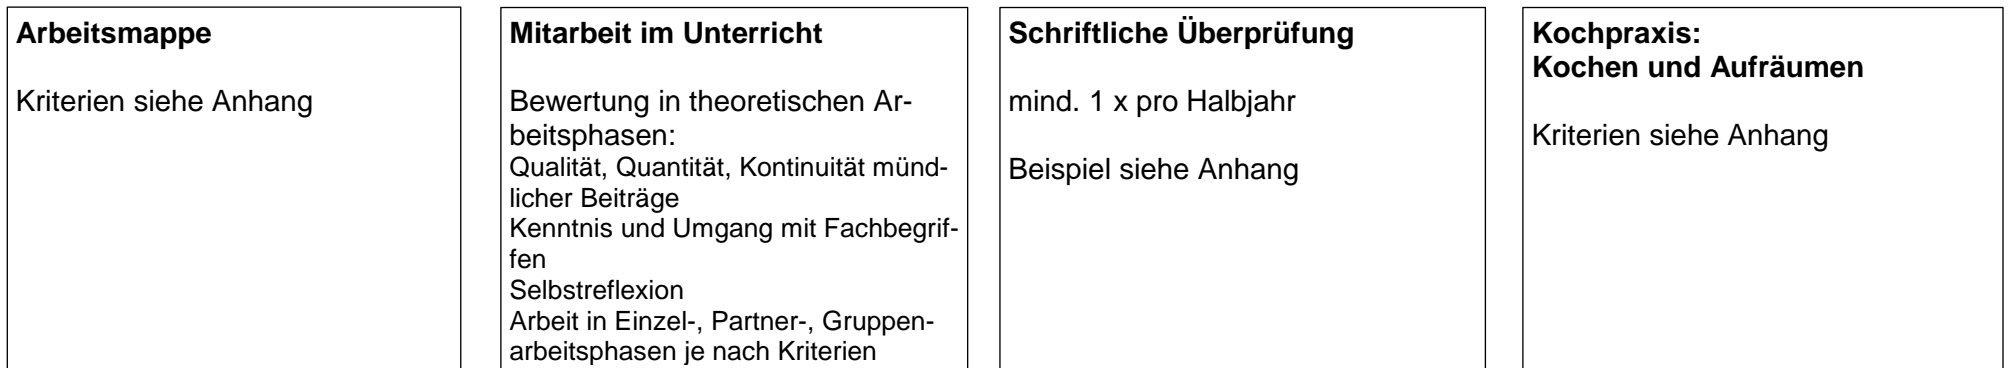 Arbeitsmappe
Kriterien siehe Anhang
Mitarbeit im Unterricht
Bewertung in theoretischen Ar-
beitsphasen:
Qualität, Quantität, Kontinuität münd-
licher Beiträge
Kenntnis und Umgang mit Fachbegrif-
fen
Selbstreflexion
Arbeit in Einzel-, Partner-, Gruppen-
arbeitsphasen je nach Kriterien
Schriftliche Überprüfung
mind. 1 x pro Halbjahr
Beispiel siehe Anhang
Kochpraxis:
Kochen und Aufräumen
Kriterien siehe Anhang